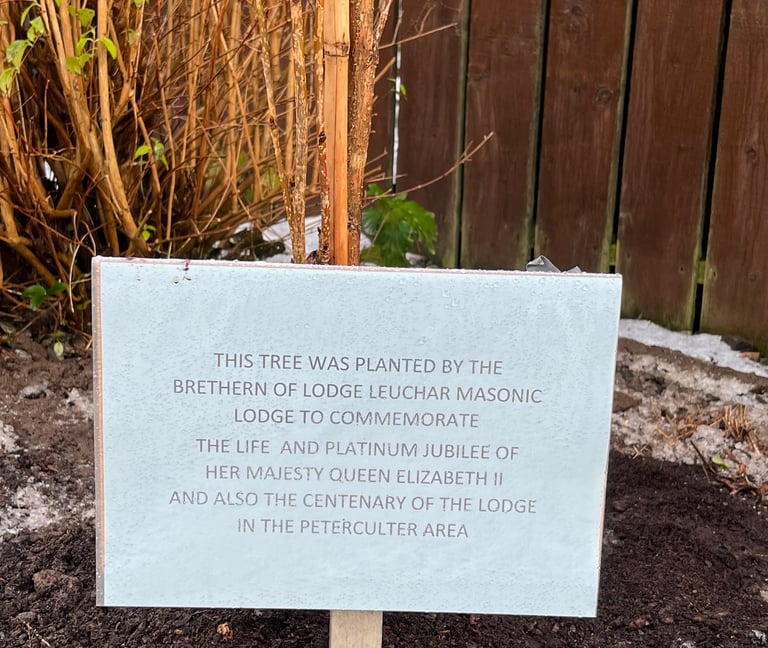 THIS TREE WAS PLANTED BY THE
BRETHERN OF LODGE LEUCHAR MASONIC
LODGE TO COMMEMORATE
THE LIFE AND PLATINUM JUBILEE OF
HER MAJESTY QUEEN ELIZABETH II
AND ALSO THE CENTENARY OF THE LODGE
IN THE PETERCULTER AREA